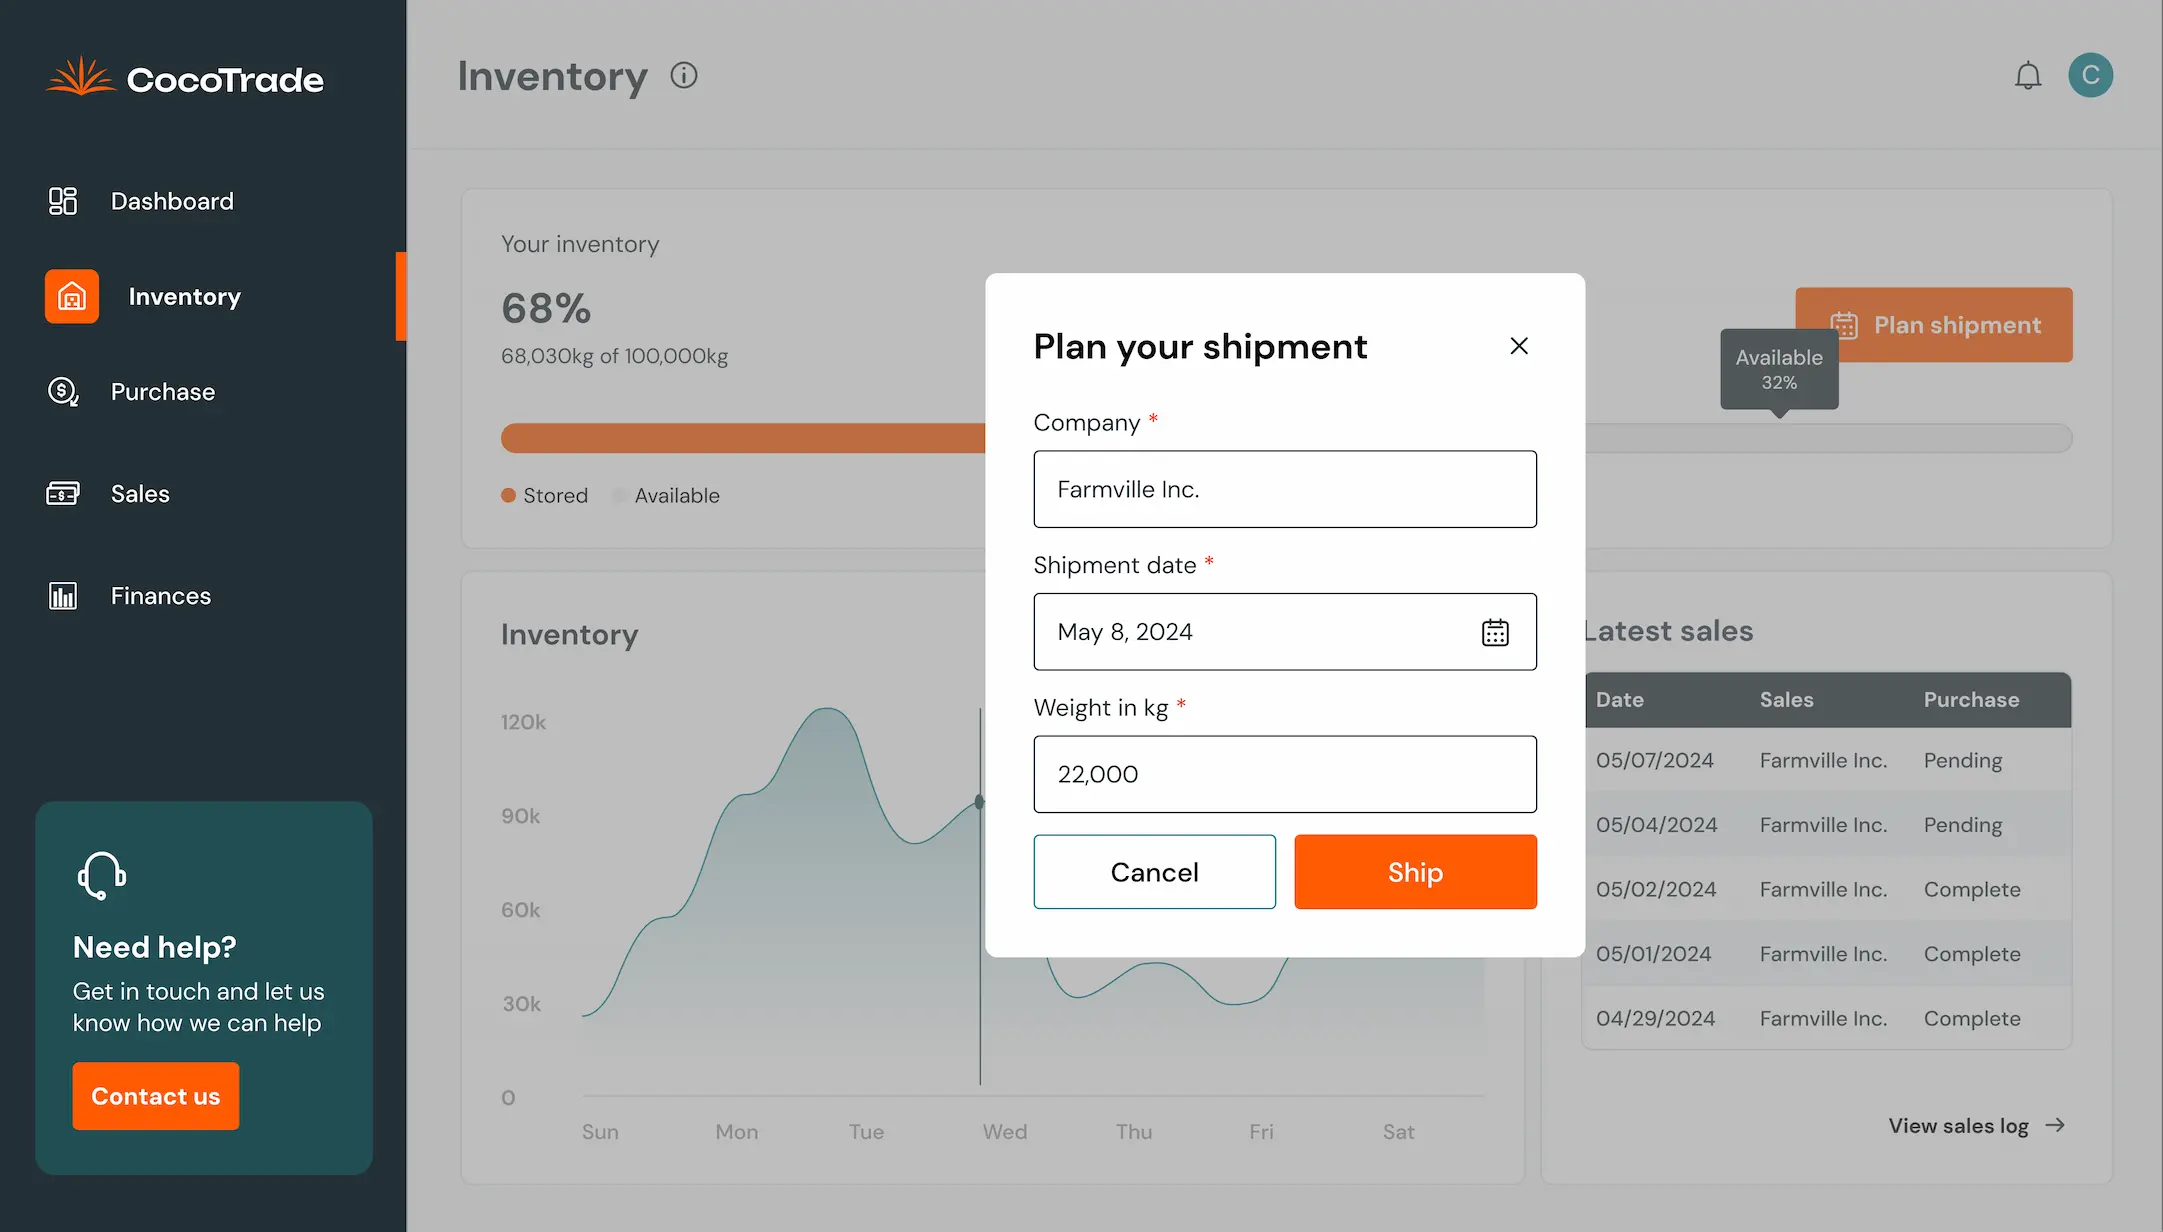 CocoTrade
Dashboard
Inventory
Purchase
Sales
Finances
Need help?
Get in touch and let us
know how we can help
Contact us
Inventory
C
Your inventory
68%
68,030kg of 100,000kg
Stored
Available
Plan shipment
Available
32%
Plan your shipment
Company *
Farmville Inc.
Shipment date *
May 8, 2024
Weight in kg *
22,000
Cancel
Ship
Inventory
120k
90k
60k
30k
0
Sun Mon Tue Wed Thu Fri Sat
Latest sales
Date Sales Purchase
05/07/2024 Farmville Inc. Pending
05/04/2024 Farmville Inc. Pending
05/02/2024 Farmville Inc. Complete
05/01/2024 Farmville Inc. Complete
04/29/2024 Farmville Inc. Complete
View sales log